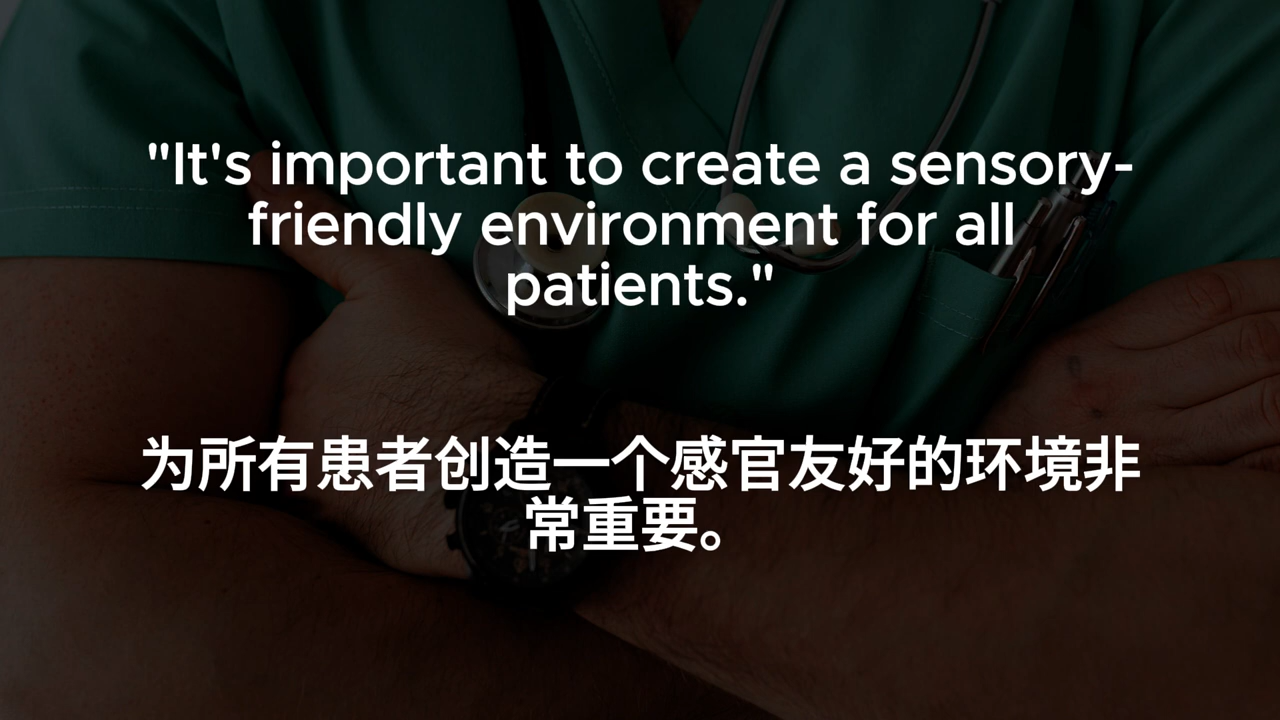 "It's important to create a sensory-
friendly environment for all
patients."
为所有患者创造一个感官友好的环境非
常重要。